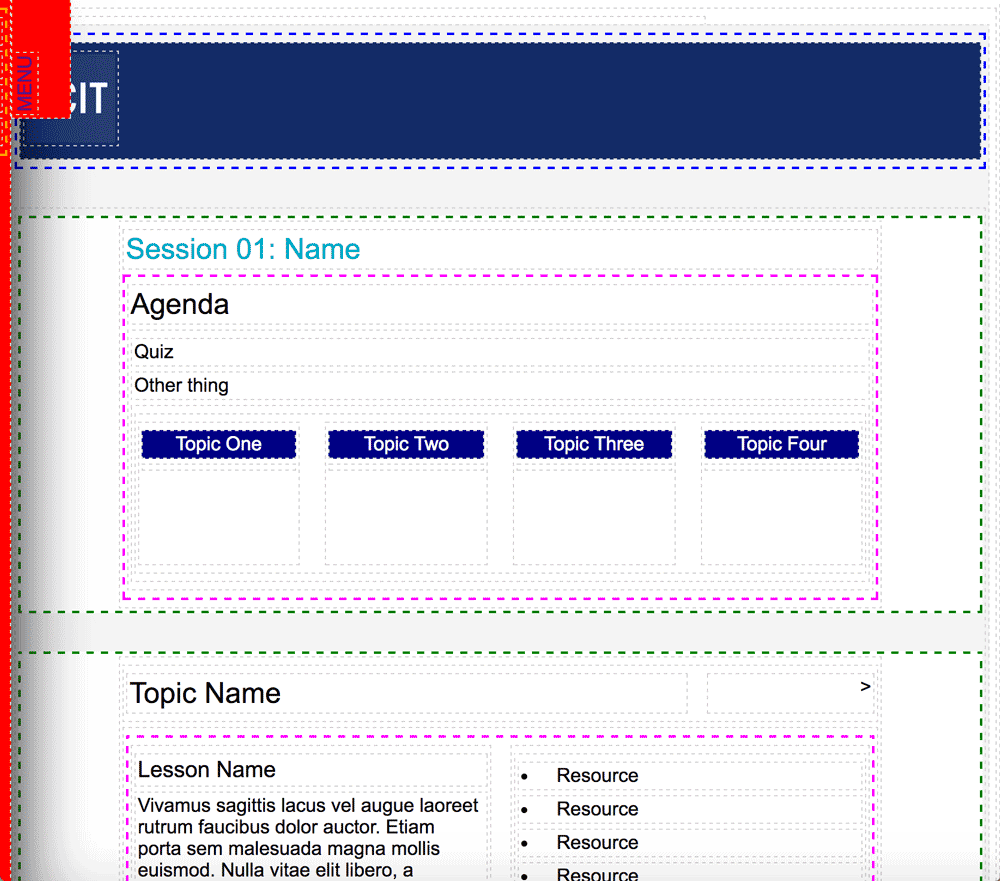 MENU
CIT
Session 01: Name
Agenda
Quiz
Other thing
Topic One Topic Two Topic Three Topic Four
Topic Name >
Lesson Name
Vivamus sagittis lacus vel augue laoreet
rutrum faucibus dolor auctor. Etiam
porta sem malesuada magna mollis
euismod. Nulla vitae elit libero, a
• Resource
• Resource
• Resource
• Resource